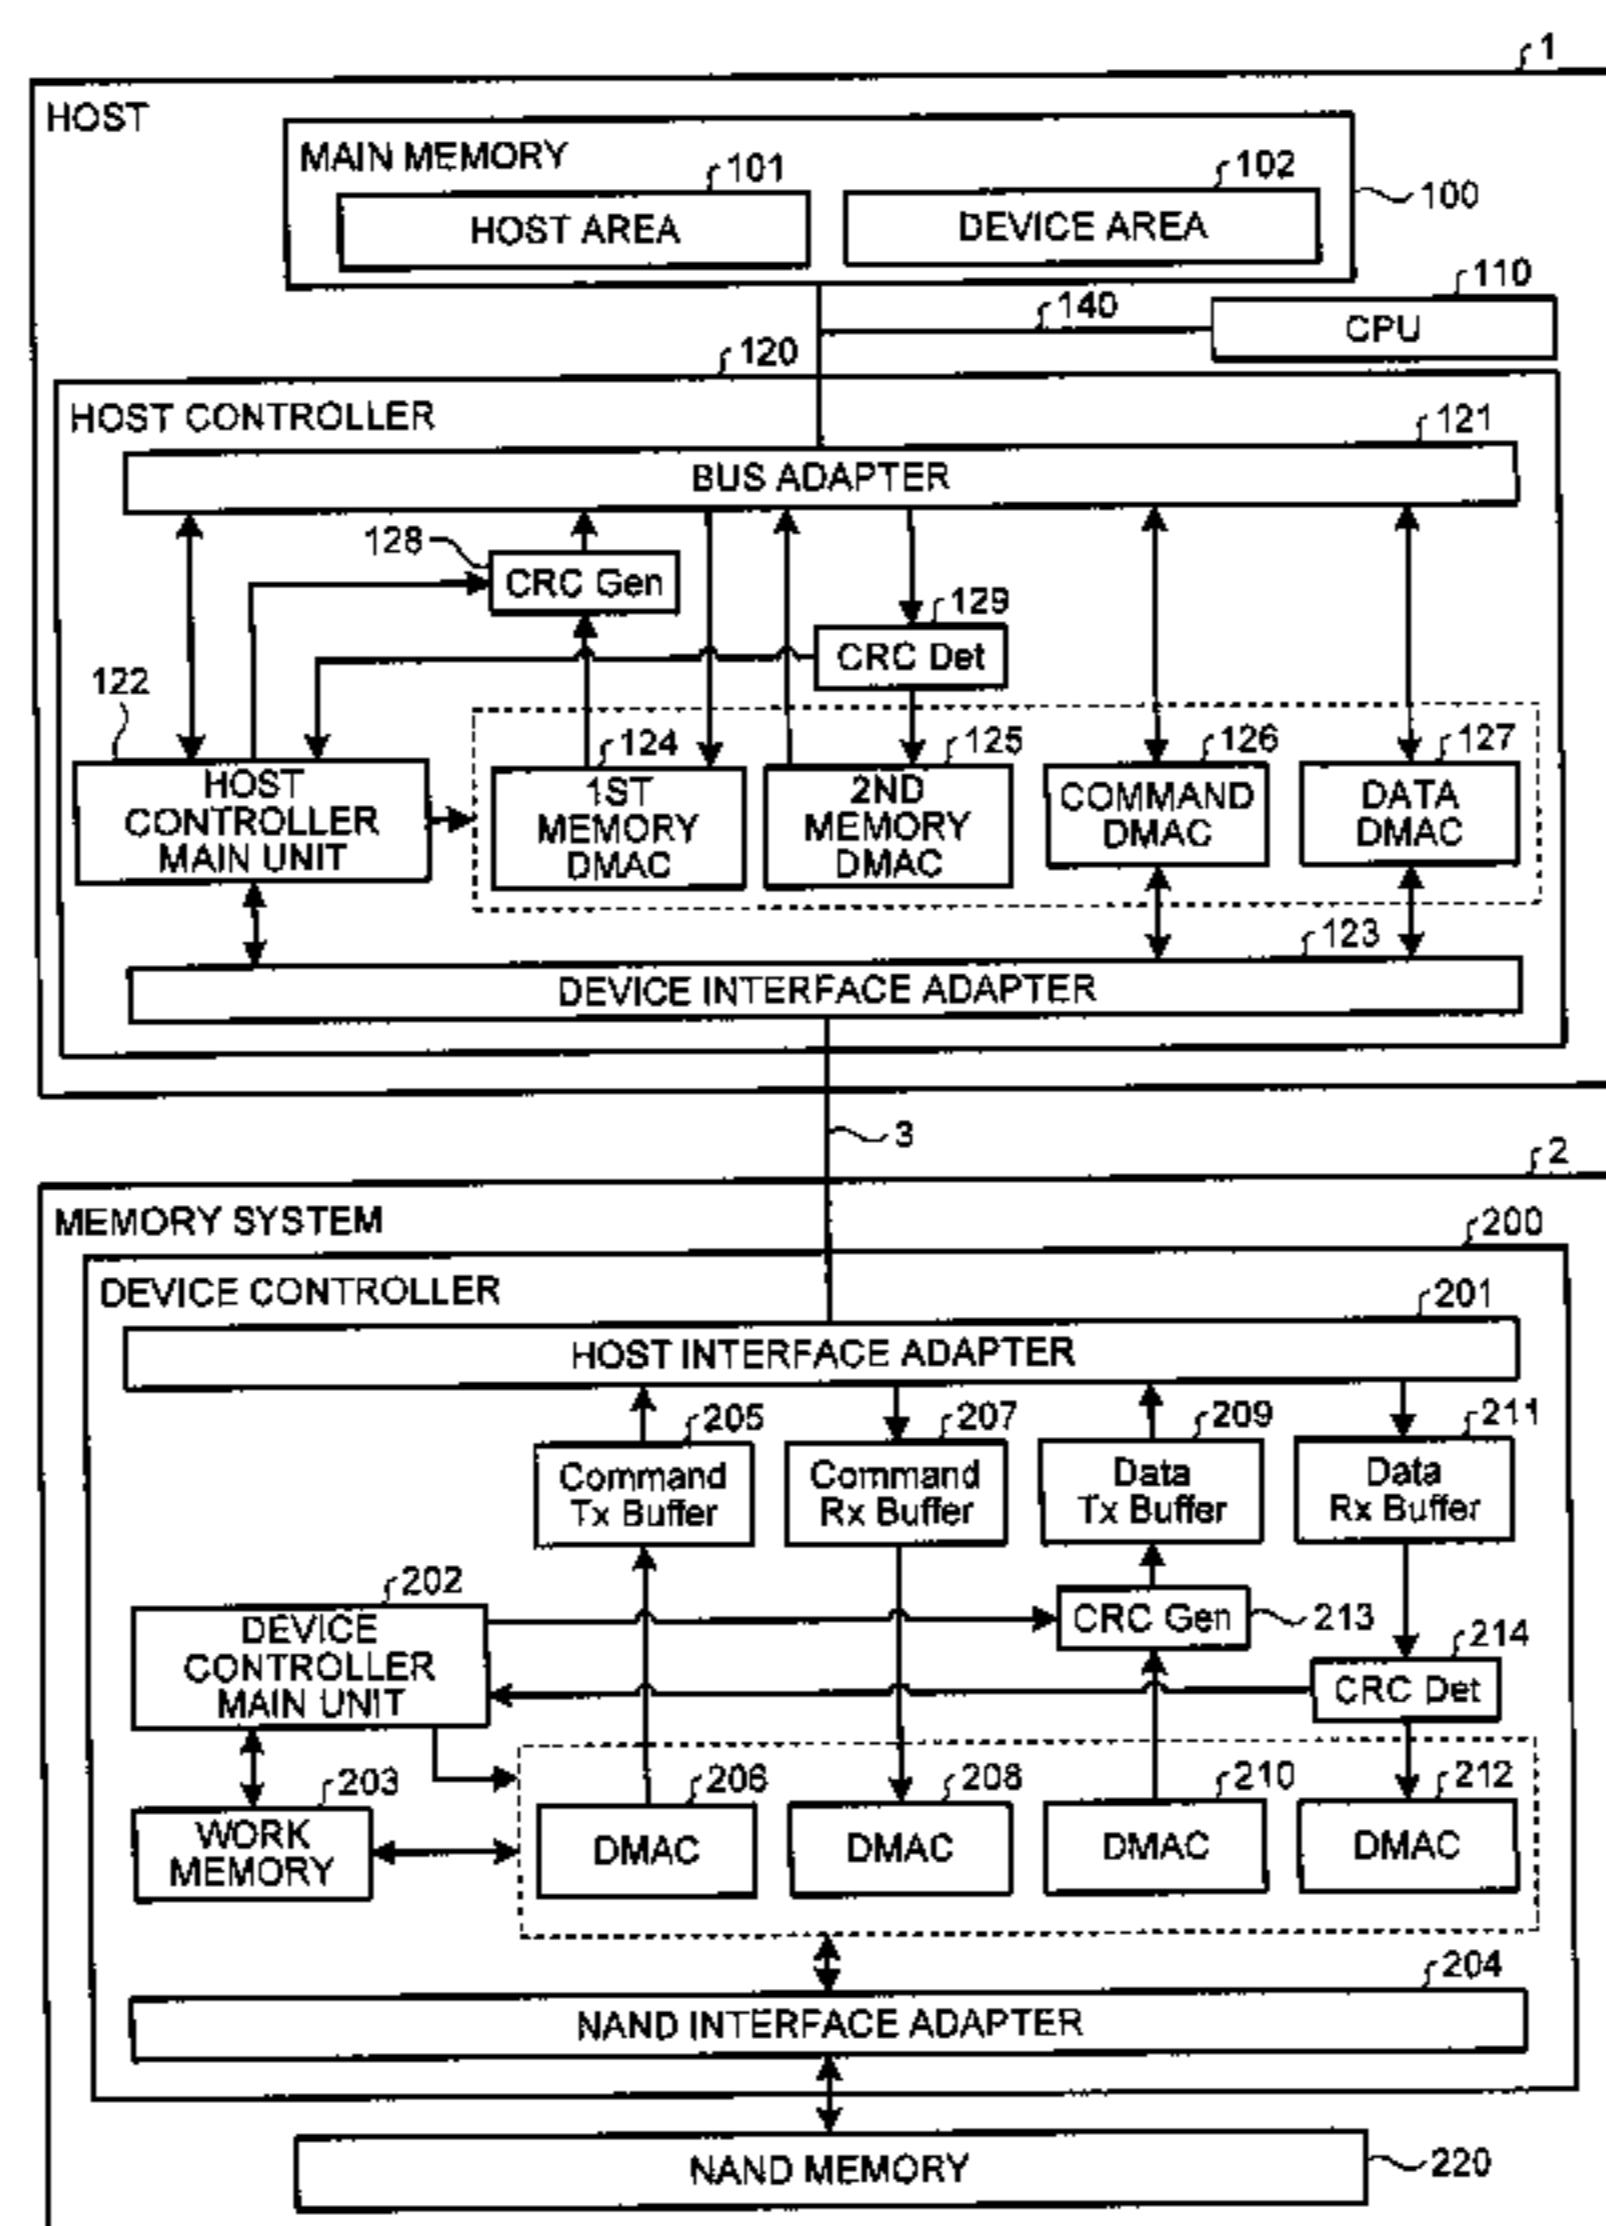 1
HOST
MAIN MEMORY
101
102
100
HOST AREA
DEVICE AREA
110
140
CPU
120
HOST CONTROLLER
121
BUS ADAPTER
128
CRC Gen
129
CRC Det
122
124
125
126
127
HOST
CONTROLLER
MAIN UNIT
1ST
MEMORY
DMAC
2ND
MEMORY
DMAC
COMMAND
DMAC
DATA
DMAC
123
DEVICE INTERFACE ADAPTER
3
2
MEMORY SYSTEM
200
DEVICE CONTROLLER
201
HOST INTERFACE ADAPTER
205
207
209
211
Command
Tx Buffer
Command
Rx Buffer
Data
Tx Buffer
Data
Rx Buffer
202
DEVICE
CONTROLLER
MAIN UNIT
CRC Gen
213
214
CRC Det
203
206
208
210
212
WORK
MEMORY
DMAC
DMAC
DMAC
DMAC
204
NAND INTERFACE ADAPTER
NAND MEMORY
220